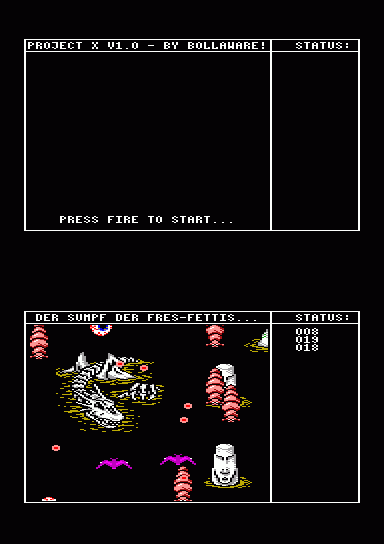 PROJECT X V1.0 - BY BOLLAWARE!
STATUS:
PRESS FIRE TO START...
DER SUMPF DER FRES-FETTIS...
STATUS:
008
019
018